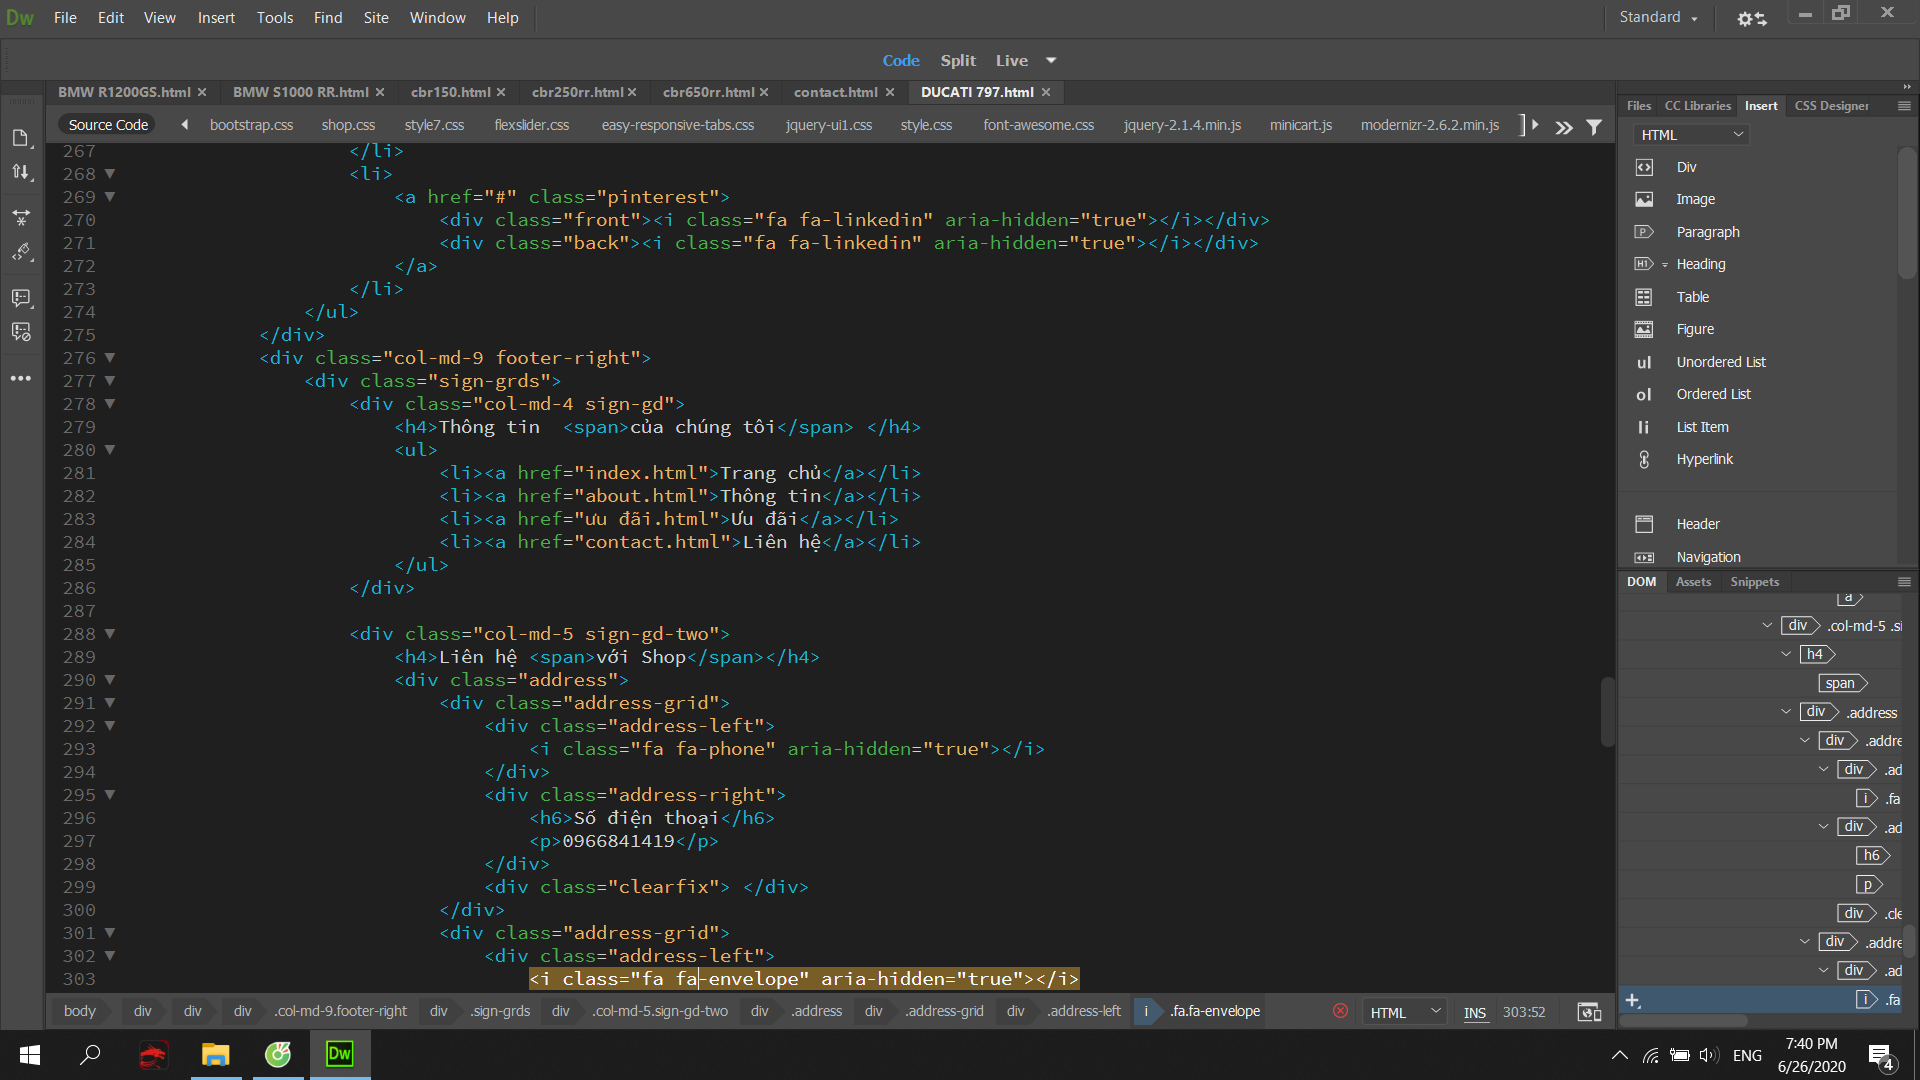 Dw File Edit View Insert Tools Find Site Window Help Standard
Code Split Live
BMW R1200GS.html BMW S1000 RR.html cbr150.html cbr250rr.html cbr650rr.html contact.html DUCATI 797.html
Source Code bootstrap.css shop.css style7.css flexslider.css easy-responsive-tabs.css jquery-ui1.css style.css font-awesome.css jquery-2.1.4.min.js minicart.js modernizr-2.6.2.min.js
267 </li>
268 <li>
269 <a href="#" class="pinterest">
270 <div class="front"><i class="fa fa-linkedin" aria-hidden="true"></i></div>
271 <div class="back"><i class="fa fa-linkedin" aria-hidden="true"></i></div>
272 </a>
273 </li>
274 </ul>
275 </div>
276 <div class="col-md-9 footer-right">
277 <div class="sign-grds">
278 <div class="col-md-4 sign-gd">
279 <h4>Thông tin  <span>của chúng tôi</span> </h4>
280 <ul>
281 <li><a href="index.html">Trang chủ</a></li>
282 <li><a href="about.html">Thông tin</a></li>
283 <li><a href="ưu đãi.html">Ưu đãi</a></li>
284 <li><a href="contact.html">Liên hệ</a></li>
285 </ul>
286 </div>
287
288 <div class="col-md-5 sign-gd-two">
289 <h4>Liên hệ <span>với Shop</span></h4>
290 <div class="address">
291 <div class="address-grid">
292 <div class="address-left">
293 <i class="fa fa-phone" aria-hidden="true"></i>
294 </div>
295 <div class="address-right">
296 <h6>Số điện thoại</h6>
297 <p>0966841419</p>
298 </div>
299 <div class="clearfix"> </div>
300 </div>
301 <div class="address-grid">
302 <div class="address-left">
303 <i class="fa fa-envelope" aria-hidden="true"></i>
body div div div .col-md-9.footer-right div .sign-grds div .col-md-5.sign-gd-two div .address div .address-grid div .address-left i .fa.fa-envelope HTML INS 303:52
Files CC Libraries Insert CSS Designer
HTML
Div
Image
Paragraph
Heading
Table
Figure
ul Unordered List
ol Ordered List
li List Item
Hyperlink
Header
Navigation
DOM Assets Snippets
a
div .col-md-5 .si
h4
span
div .address
div .addre
div .ad
i .fa
div .ad
h6
p
div .cle
div .addre
div .ad
i .fa
Dw ENG 7:40 PM
6/26/2020 4